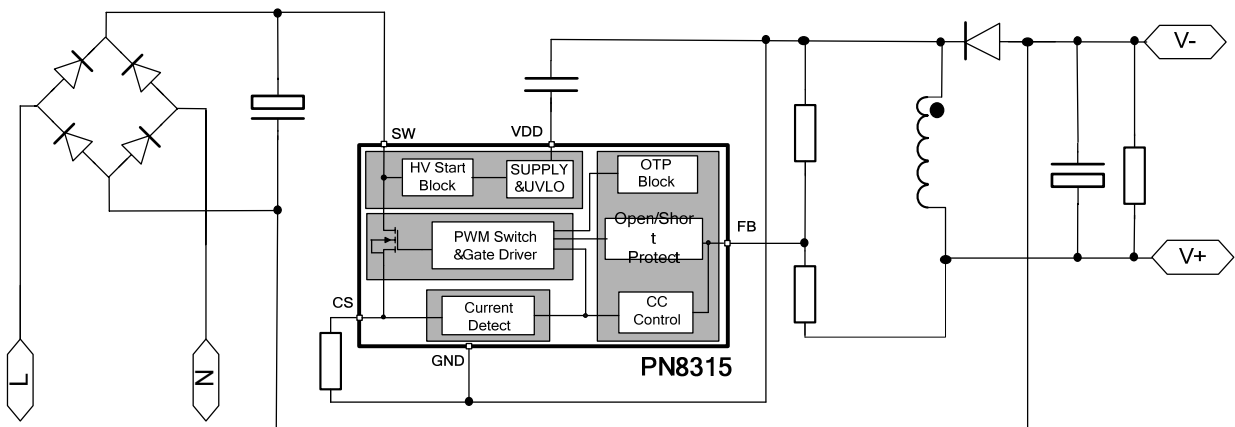 V-
SW
VDD
HV Start
Block
SUPPLY
&UVLO
OTP
Block
Open/Shor
t
Protect
FB
PWM Switch
&Gate Driver
V+
CS
Current
Detect
CC
Control
GND
PN8315
L
N